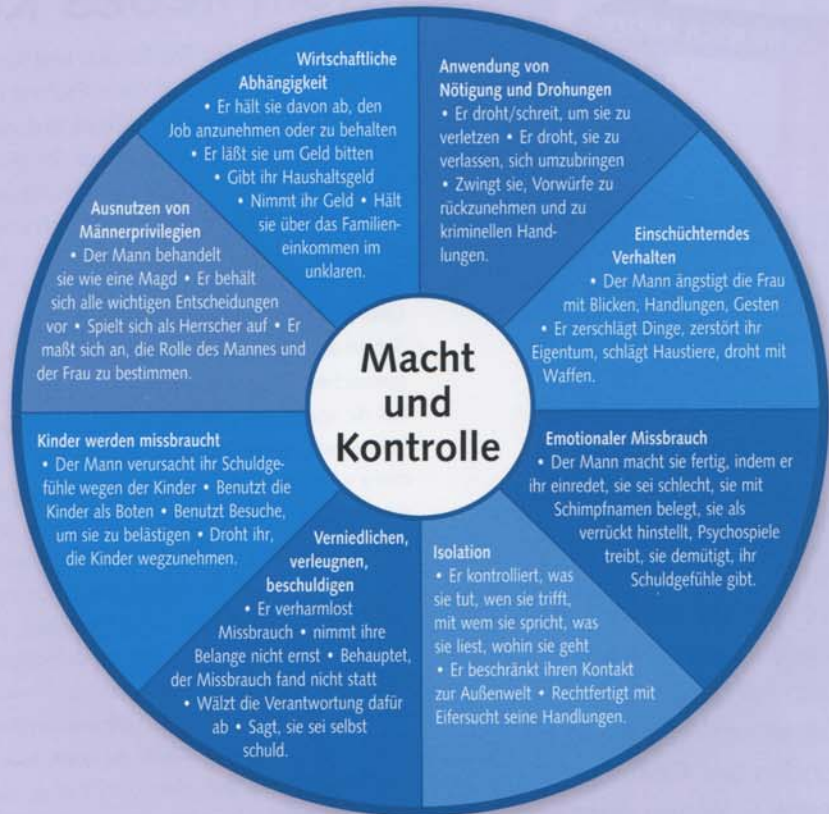 Wirtschaftliche
Abhängigkeit
• Er hält sie davon ab, den
Job anzunehmen oder zu behalten
• Er läßt sie um Geld bitten
• Gibt ihr Haushaltsgeld
• Nimmt ihr Geld • Hält
sie über das Familien-
einkommen im
unklaren.
Anwendung von
Nötigung und Drohungen
• Er droht/schreit, um sie zu
verletzen • Er droht, sie zu
verlassen, sich umzubringen
• Zwingt sie, Vorwürfe zu
rückzunehmen und zu
kriminellen Hand-
lungen.
Einschüchterndes
Verhalten
• Der Mann ängstigt die Frau
mit Blicken, Handlungen, Gesten
• Er zerschlägt Dinge, zerstört ihr
Eigentum, schlägt Haustiere, droht mit
Waffen.
Emotionaler Missbrauch
• Der Mann macht sie fertig, indem er
ihr einredet, sie sei schlecht, sie mit
Schimpfnamen belegt, sie als
verrückt hinstellt, Psychospiele
treibt, sie demütigt, ihr
Schuldgefühle gibt.
Isolation
• Er kontrolliert, was
sie tut, wen sie trifft,
mit wem sie spricht, was
sie liest, wohin sie geht
• Er beschränkt ihren Kontakt
zur Außenwelt • Rechtfertigt mit
Eifersucht seine Handlungen.
Verniedlichen,
verleugnen,
beschuldigen
• Er verharmlost
Missbrauch • nimmt ihre
Belange nicht ernst • Behauptet,
der Missbrauch fand nicht statt
• Wälzt die Verantwortung dafür
ab • Sagt, sie sei selbst
schuld.
Kinder werden missbraucht
• Der Mann verursacht ihr Schuldge-
fühle wegen der Kinder • Benutzt die
Kinder als Boten • Benutzt Besuche,
um sie zu belästigen • Droht ihr,
die Kinder wegzunehmen.
Ausnutzen von
Männerprivilegien
• Der Mann behandelt
sie wie eine Magd • Er behält
sich alle wichtigen Entscheidungen
vor • Spielt sich als Herrscher auf • Er
maßt sich an, die Rolle des Mannes und
der Frau zu bestimmen.
Macht
und
Kontrolle